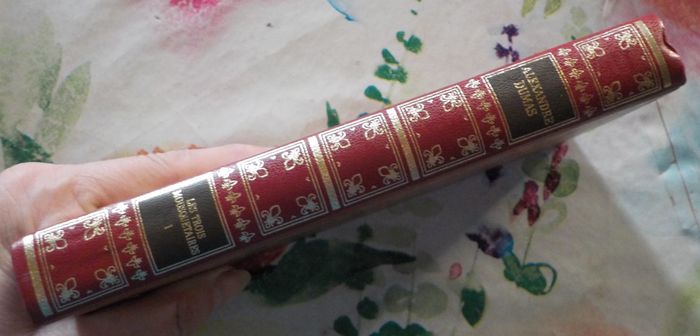 ALEXANDRE
DUMAS
LES TROIS
MOUSQUETAIRES
I